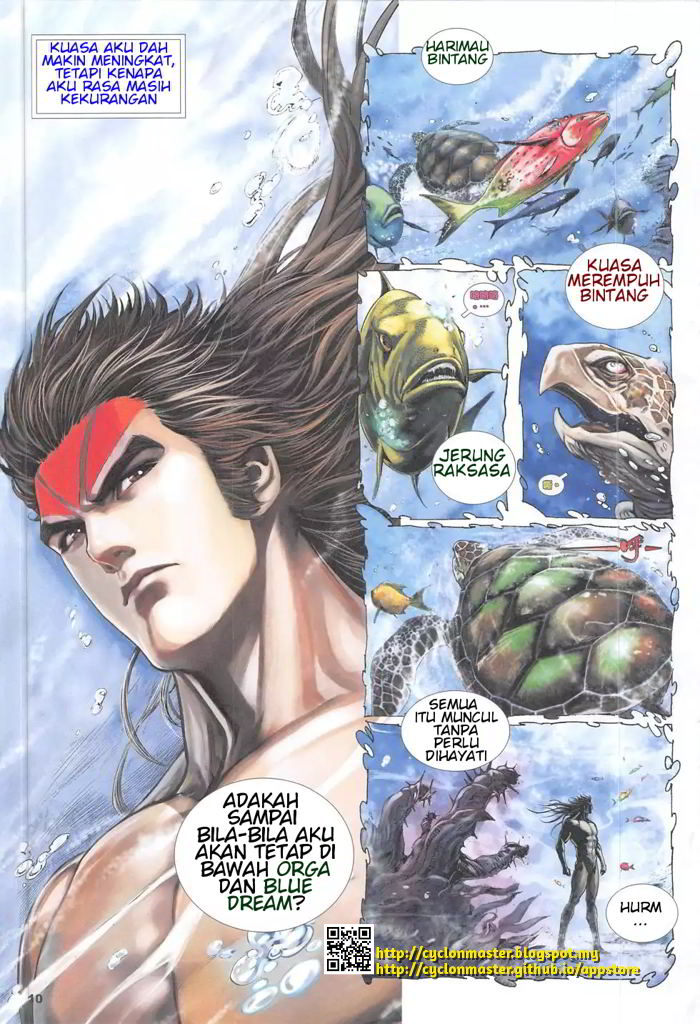 KUASA AKU DAH
MAKIN MENINGKAT,
TETAPI KENAPA
AKU RASA MASIH
KEKURANGAN
HARIMAU
BINTANG
KUASA
MEREMPUH
BINTANG
JERUNG
RAKSASA
SEMUA
ITU MUNCUL
TANPA
PERLU
DIHAYATI
ADAKAH
SAMPAI
BILA-BILA AKU
AKAN TETAP DI
BAWAH ORGA
DAN BLUE
DREAM?
HURM
...
http://cyclonmaster.blogspot.my
http://cyclonmaster.github.io/appstore
10